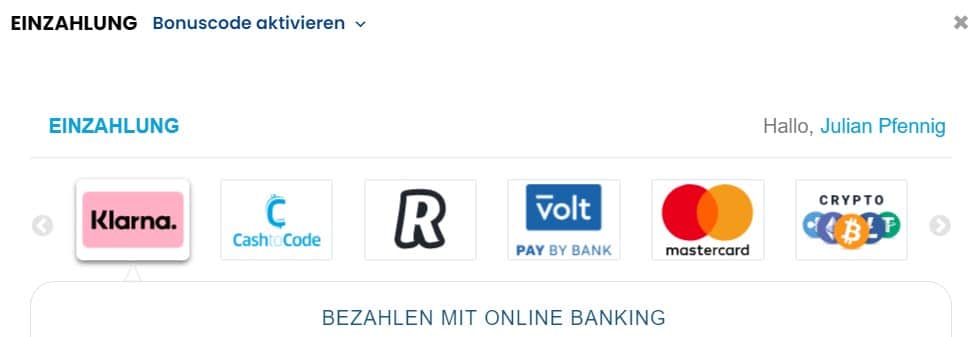 EINZAHLUNG Bonuscode aktivieren
EINZAHLUNG
Hallo, Julian Pfennig
Klarna.
CashtoCode
R
volt
PAY BY BANK
mastercard
CRYPTO
BEZAHLEN MIT ONLINE BANKING